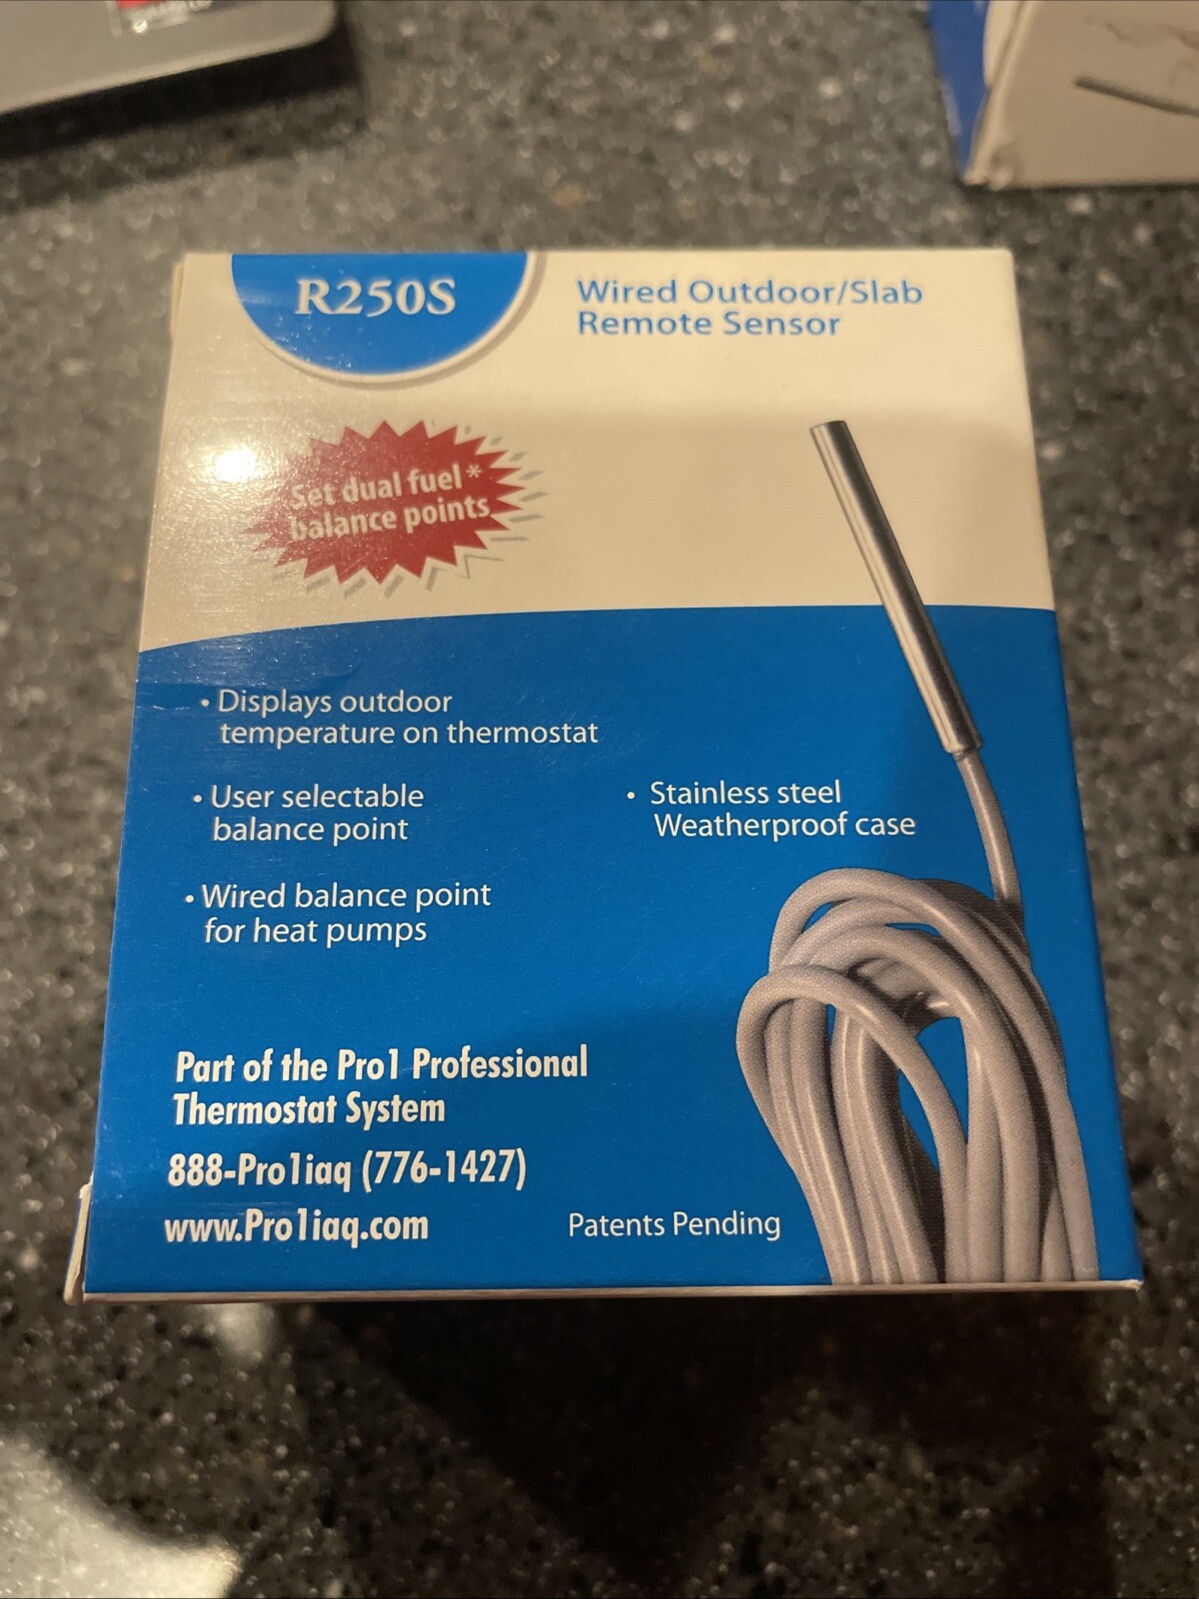 R250S
Wired Outdoor/Slab
Remote Sensor
Set dual fuel*
balance points
• Displays outdoor
temperature on thermostat
• User selectable
balance point
• Wired balance point
for heat pumps
• Stainless steel
Weatherproof case
Part of the Pro1 Professional
Thermostat System
888-Pro1iaq (776-1427)
www.Pro1iaq.com
Patents Pending